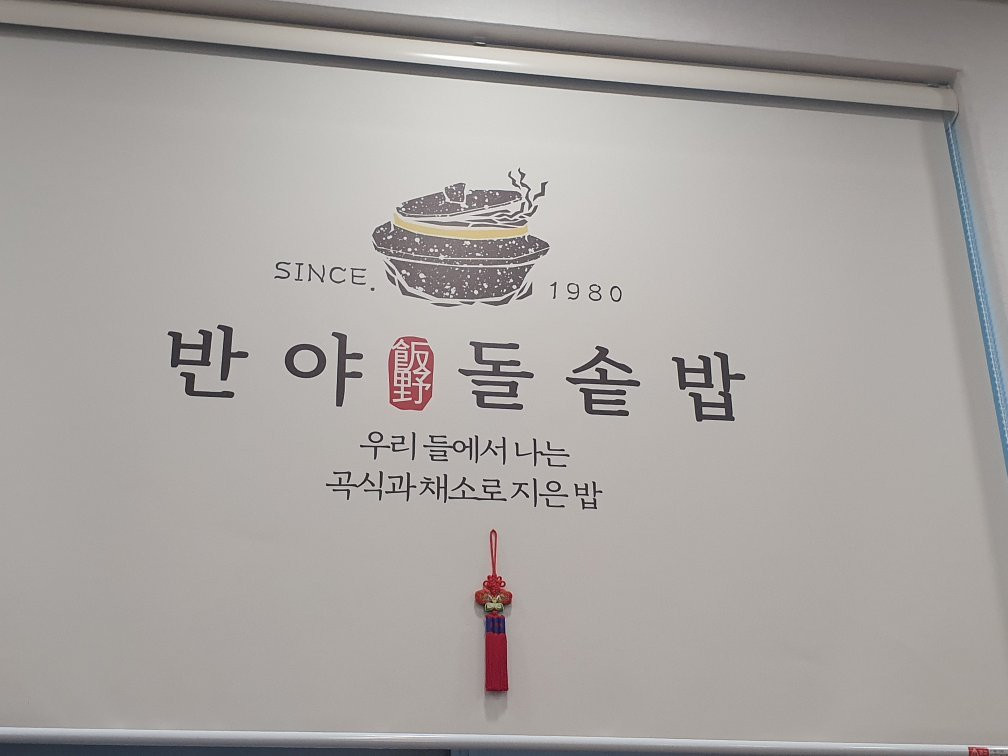 SINCE. 1980
반야 飯野 돌솥밥
우리 들에서 나는
곡식과 채소로 지은 밥